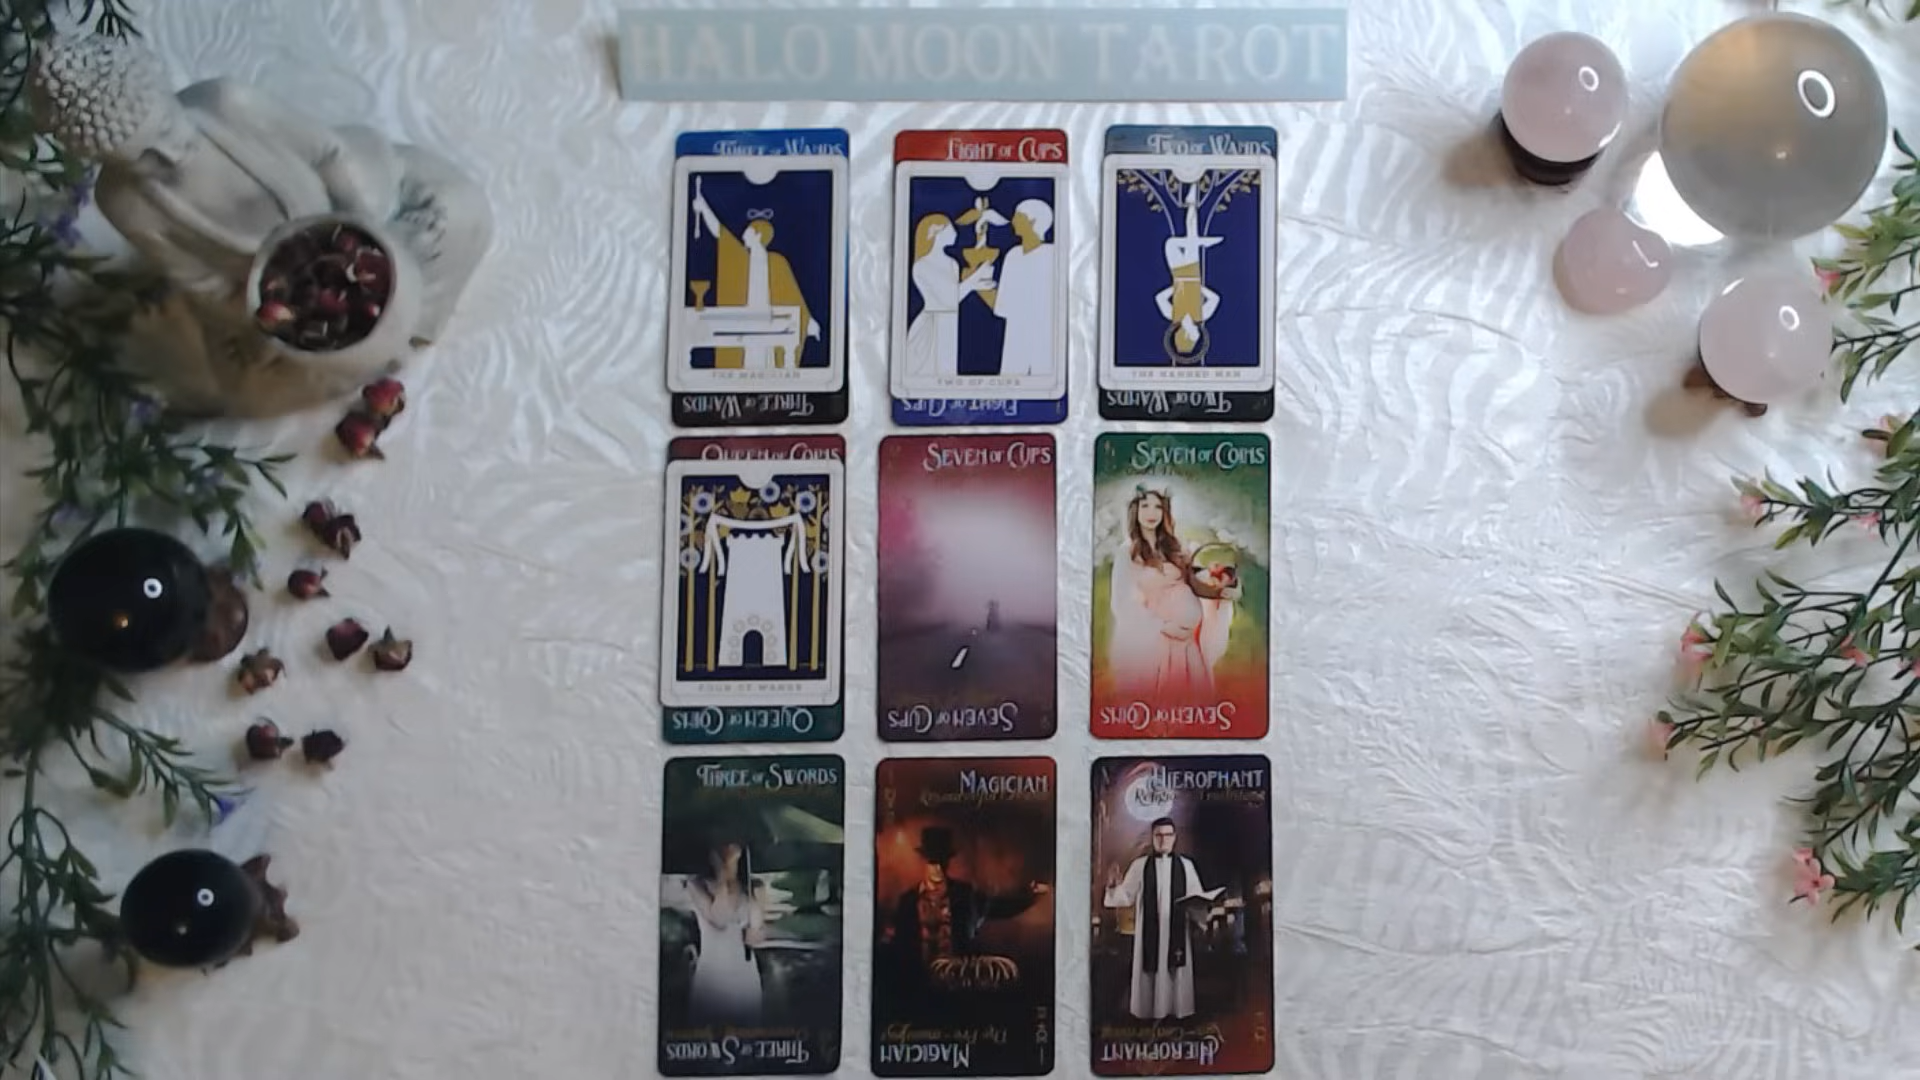 HALO MOON TAROT
THREE OF WANDS
EIGHT OF CUPS
TWO OF WANDS
THE MAGICIAN
TWO OF CUPS
THE HANGED MAN
THREE OF WANDS
EIGHT OF CUPS
TWO OF WANDS
QUEEN OF COINS
SEVEN OF CUPS
SEVEN OF COINS
FOUR OF WANDS
QUEEN OF COINS
SEVEN OF CUPS
SEVEN OF COINS
THREE OF SWORDS
MAGICIAN
HIEROPHANT
THREE OF SWORDS
MAGICIAN
HIEROPHANT